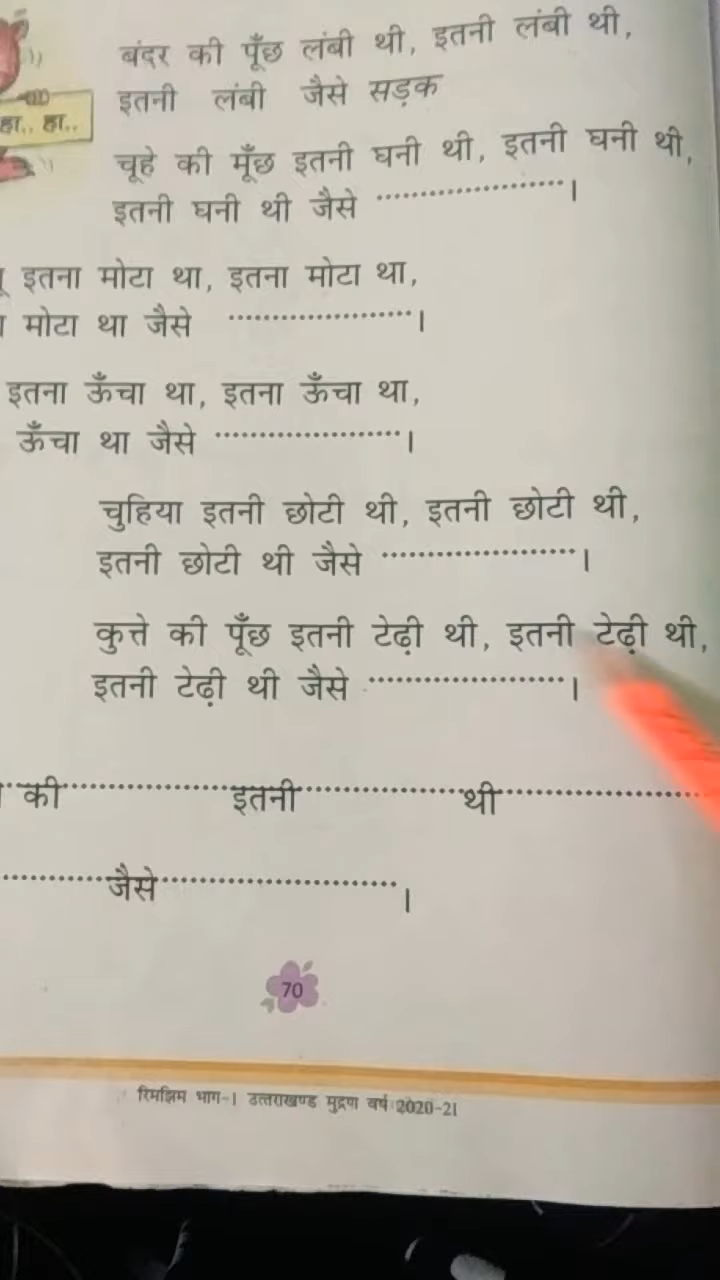 बंदर की पूँछ लंबी थी, इतनी लंबी थी,
इतनी लंबी जैसे सड़क
हा.. हा..
चूहे की मूँछ इतनी घनी थी, इतनी घनी थी,
इतनी घनी थी जैसे ....................।
इतना मोटा था, इतना मोटा था,
मोटा था जैसे ....................।
इतना ऊँचा था, इतना ऊँचा था,
ऊँचा था जैसे ....................।
चुहिया इतनी छोटी थी, इतनी छोटी थी,
इतनी छोटी थी जैसे ....................।
कुत्ते की पूँछ इतनी टेढ़ी थी, इतनी टेढ़ी थी,
इतनी टेढ़ी थी जैसे ....................।
की .................... इतनी .................... थी ....................
.......... जैसे ....................।
70
रिमझिम भाग-1 उत्तराखण्ड मुद्रण वर्ष 2020-21